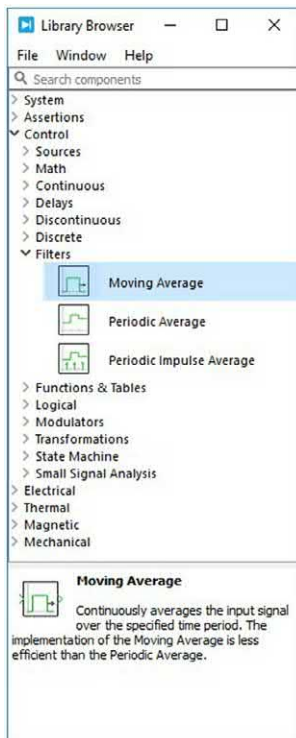 Library Browser
File Window Help
Search components
System
Assertions
Control
Sources
Math
Continuous
Delays
Discontinuous
Discrete
Filters
Moving Average
Periodic Average
1.1.1
Periodic Impulse Average
Functions & Tables
Logical
Modulators
Transformations
State Machine
Small Signal Analysis
Electrical
Thermal
Magnetic
Mechanical
Moving Average
Continuously averages the input signal
over the specified time period. The
implementation of the Moving Average is less
efficient than the Periodic Average.